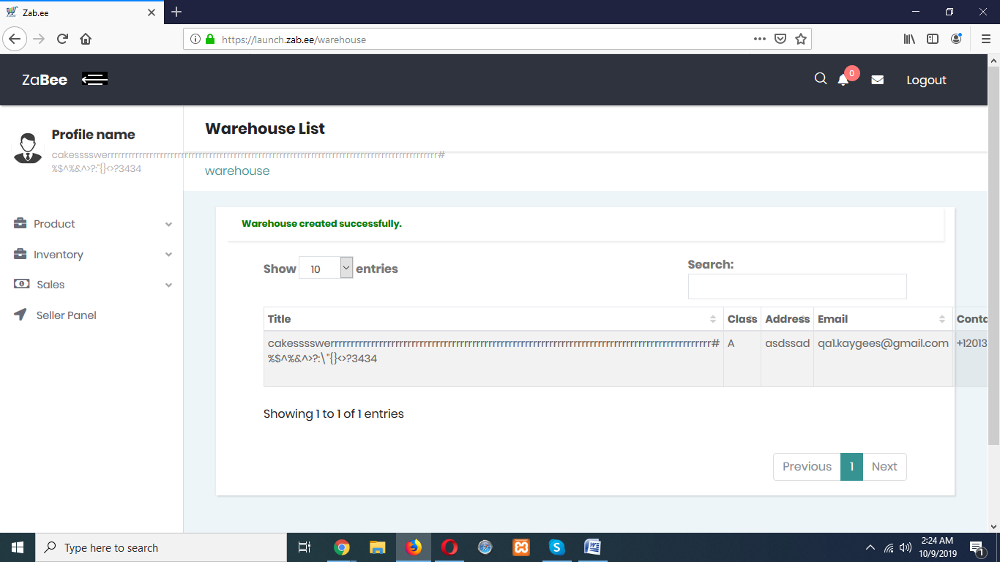 Zab.ee
https://launch.zab.ee/warehouse
ZaBee
0
Logout
Profile name
cakesssswerrrrrrrrrrrrrrrrrrrrrrrrrrrrrrrrrrrrrrrrrrrrrrrrrrrrrrrrrrrrrrrrrrrrrrrrrrrrrrrrrrrrrrrrrrrrrr#
%$^%&^>?:"{}<>?3434
Warehouse List
warehouse
Product
Inventory
Sales
Seller Panel
Warehouse created successfully.
Show 10 entries
Search:
Title Class Address Email Conta
cakesssswerrrrrrrrrrrrrrrrrrrrrrrrrrrrrrrrrrrrrrrrrrrrrrrrrrrrrrrrrrrrrrrrrrrrrrrrrrrrrrrrrrrrrrrrrrrrrr# A asdssad qa1.kaygees@gmail.com +12013
%$^%&^>?:\"{}<>?3434
Showing 1 to 1 of 1 entries
Previous 1 Next
Type here to search
2:24 AM
10/9/2019
1